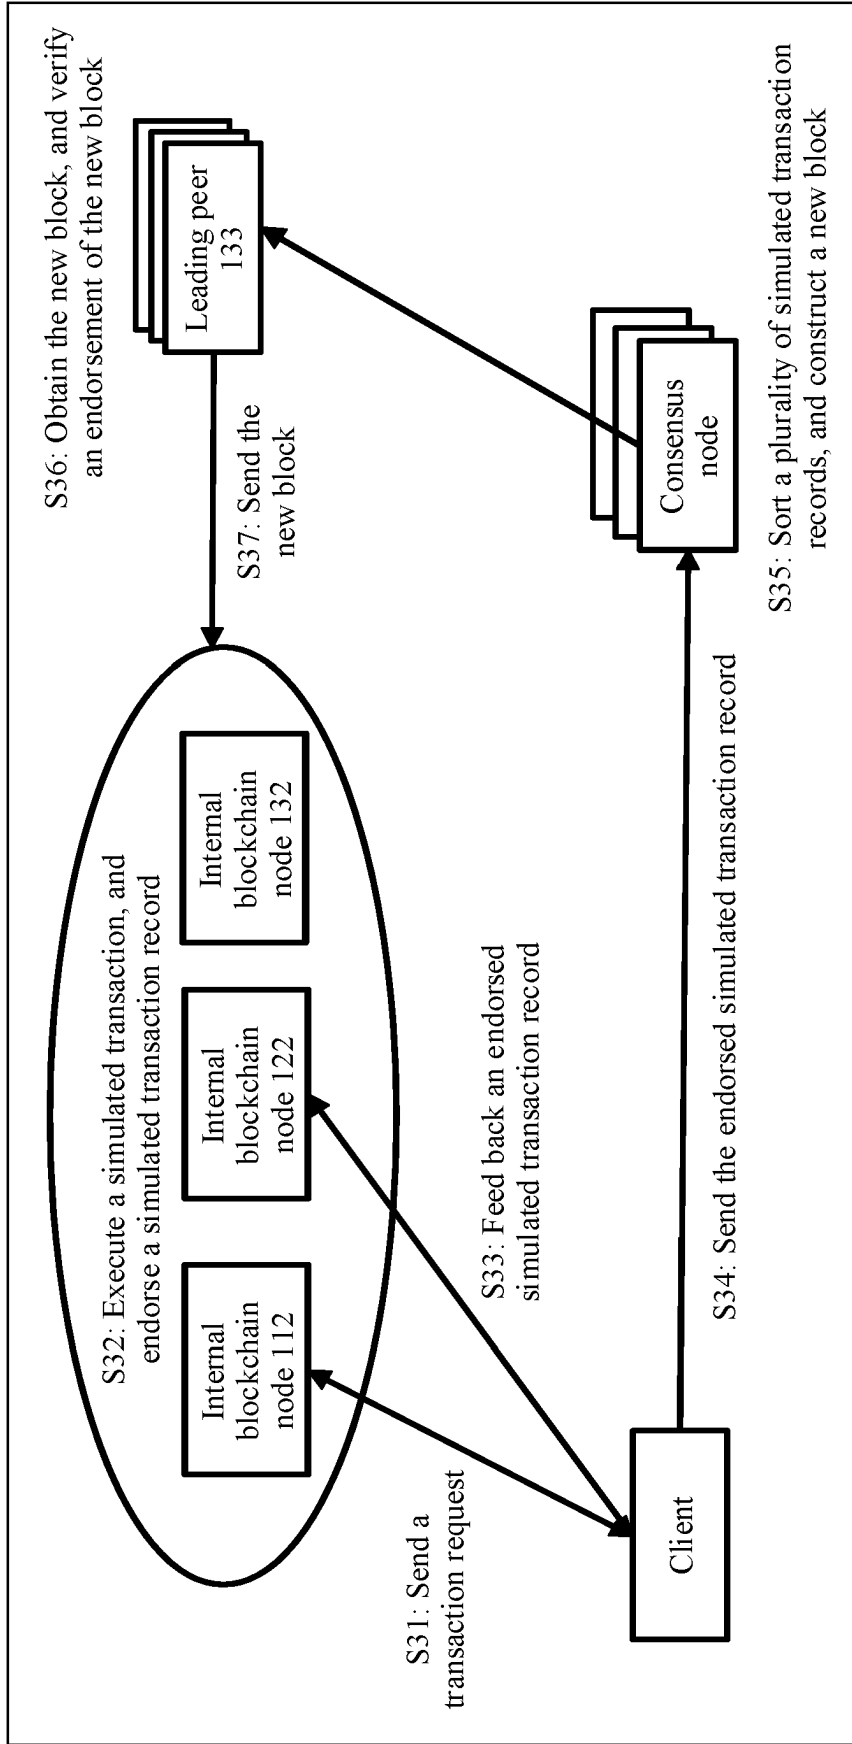 S32: Execute a simulated transaction, and
endorse a simulated transaction record
Internal
blockchain
node 112
Internal
blockchain
node 122
Internal
blockchain
node 132
S36: Obtain the new block, and verify
an endorsement of the new block
Leading peer
133
S37: Send the
new block
S31: Send a
transaction request
S33: Feed back an endorsed
simulated transaction record
Client
S34: Send the endorsed simulated transaction record
Consensus
node
S35: Sort a plurality of simulated transaction
records, and construct a new block